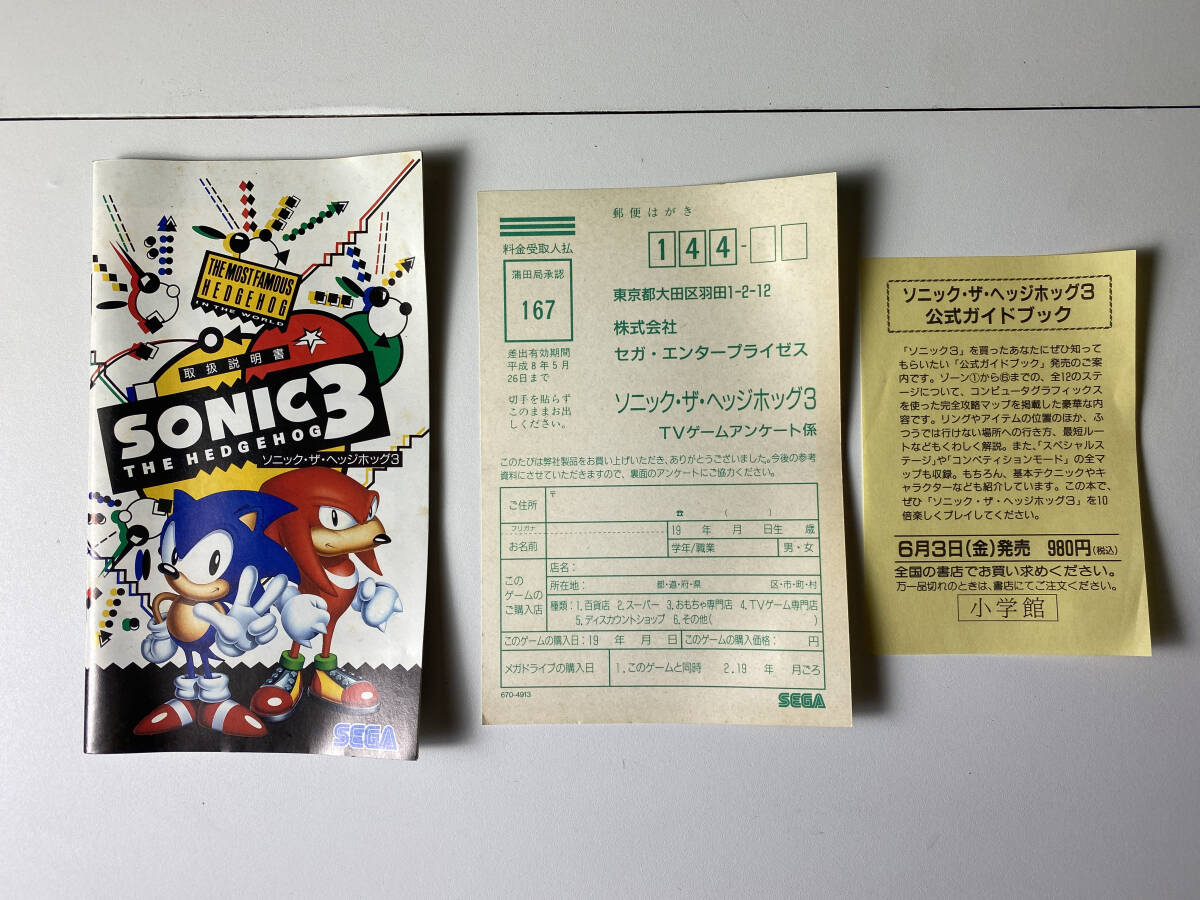 THE MOST FAMOUS
HEDGEHOG
IN THE WORLD
取扱説明書
SONIC 3
THE HEDGEHOG
ソニック・ザ・ヘッジホッグ3
SEGA
郵便はがき
料金受取人払
蒲田局承認
167
差出有効期間
平成8年5月
26日まで
切手を貼らず
このままお出
しください。
144-
東京都大田区羽田1-2-12
株式会社
セガ・エンタープライゼス
ソニック・ザ・ヘッジホッグ3
TVゲームアンケート係
このたびは弊社製品をお買い上げいただき、ありがとうございました。今後の参考
資料にさせていただきますので、裏面のアンケートにご協力ください。
ご住所 〒
☎ ( )
フリガナ
お名前
19 年 月 日生 歳
学年/職業 男・女
この
ゲームの
ご購入店
店名:
所在地: 都・道・府・県 区・市・町・村
種類:1.百貨店 2.スーパー 3.おもちゃ専門店 4.TVゲーム専門店
5.ディスカウントショップ 6.その他( )
このゲームの購入日:19 年 月 日 このゲームの購入価格: 円
メガドライブの購入日 1.このゲームと同時 2.19 年 月ごろ
670-4913
SEGA
ソニック・ザ・ヘッジホッグ3
公式ガイドブック
「ソニック3」を買ったあなたにぜひ知って
もらいたい「公式ガイドブック」発売のご案
内です。ゾーン①から⑥までの、全12のステー
ジについて、コンピュータグラフィックス
を使った完全攻略マップを掲載した豪華な内
容です。リングやアイテムの位置のほか、ふ
つうでは行けない場所への行き方、最短ルー
トなどもくわしく解説。また、「スペシャルス
テージ」や「コンペティションモード」の全マ
ップも収録。もちろん、基本テクニックやキ
ャラクターなども紹介しています。この本で、
ぜひ「ソニック・ザ・ヘッジホッグ3」を10
倍楽しくプレイしてください。
6月3日(金)発売 980円(税込)
全国の書店でお買い求めください。
万一品切れのときは、書店にてご注文ください。
小学館